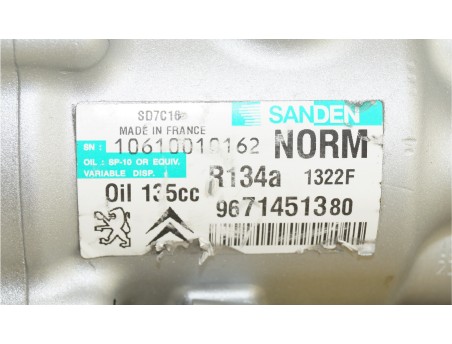 SD7C16
SANDEN
MADE IN FRANCE
SN: 10610010162 NORM
OIL: SP-10 OR EQUIV.
VARIABLE DISP.
R134a 1322F
Oil 135cc 9671451380